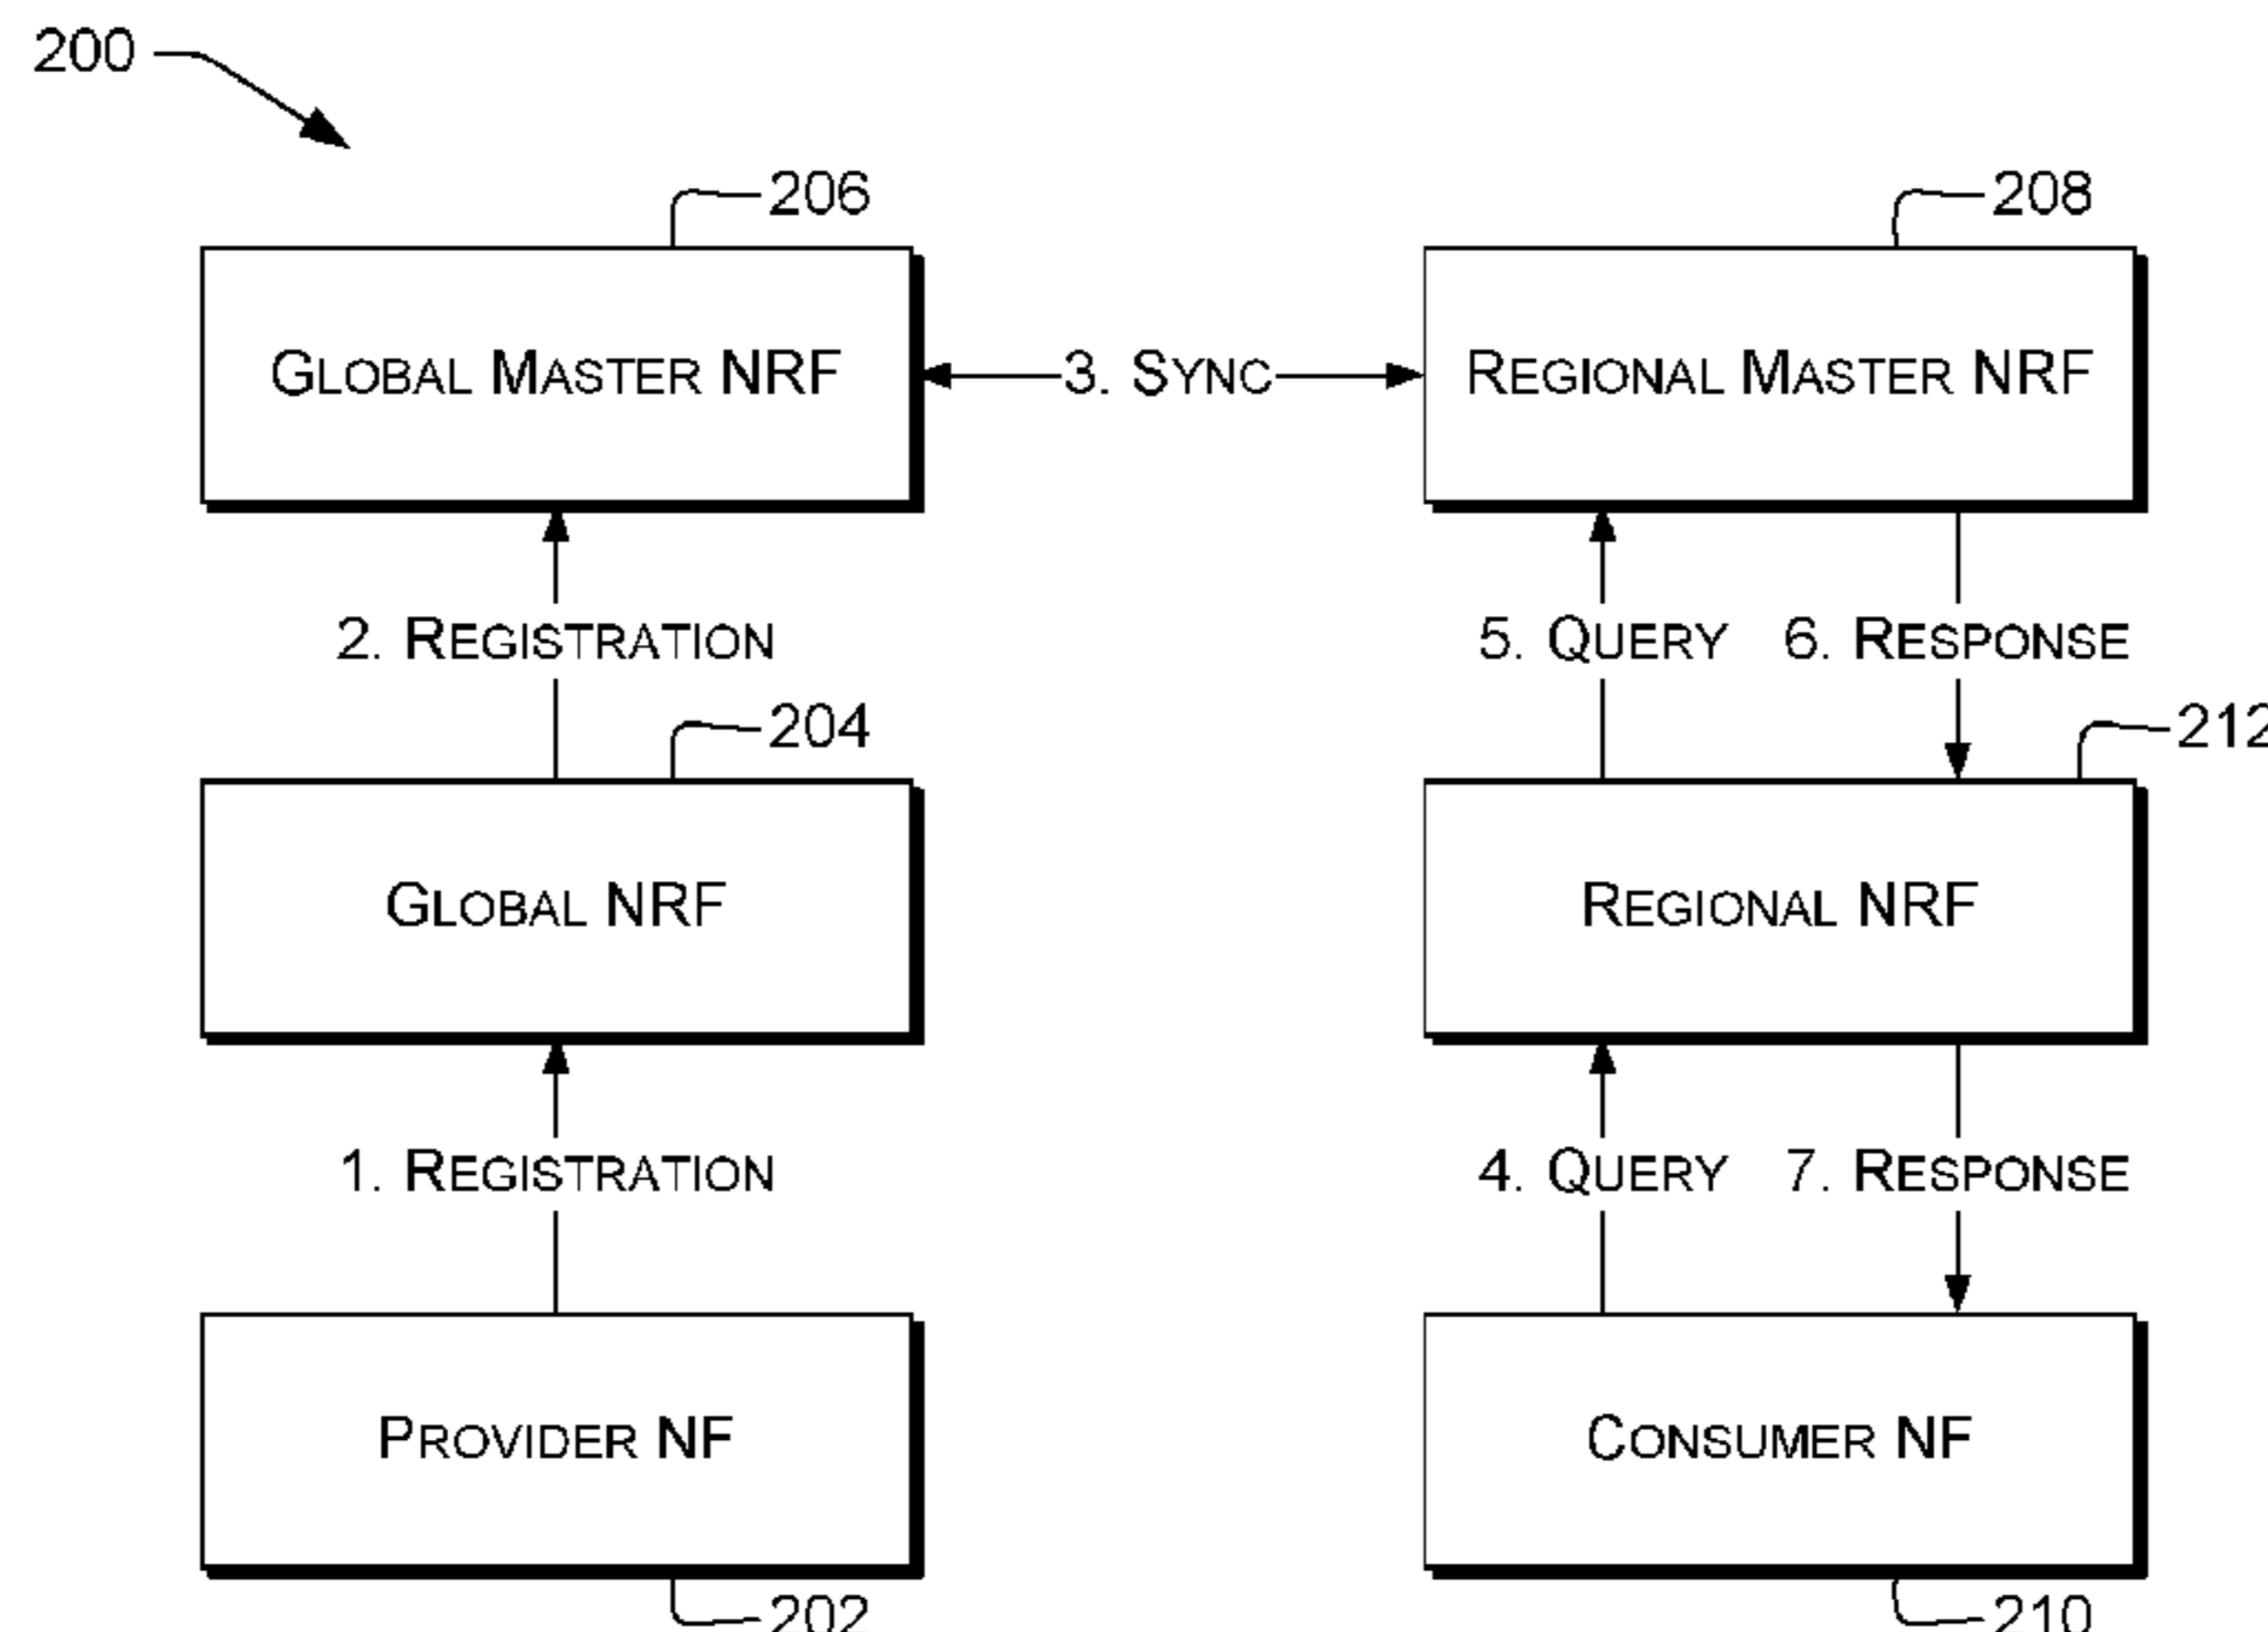 200
206
208
GLOBAL MASTER NRF
3. SYNC
REGIONAL MASTER NRF
2. REGISTRATION
5. QUERY
6. RESPONSE
204
212
GLOBAL NRF
REGIONAL NRF
1. REGISTRATION
4. QUERY
7. RESPONSE
PROVIDER NF
CONSUMER NF
202
210